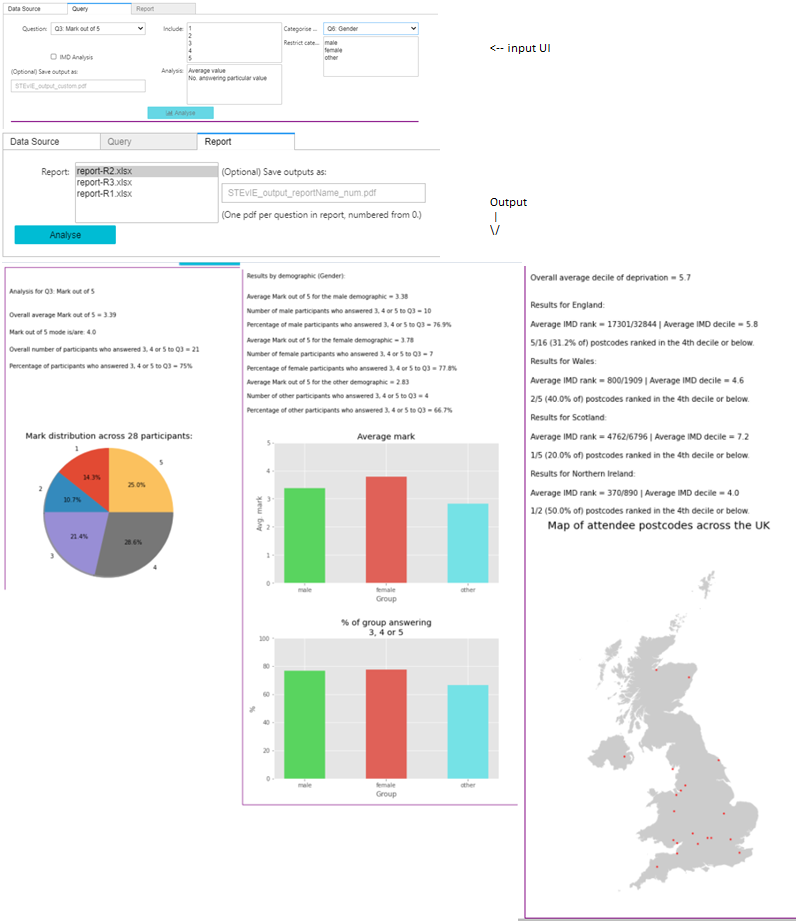 Data Source Query Report
Question: Q3: Mark out of 5 Include: 1 Categorise ... Q6: Gender
2
3
4
5
Restrict cate... male
female
other
IMD Analysis
(Optional) Save output as: Analysis: Average value
No. answering particular value
STEvIE_output_custom.pdf
Analyse
<-- input UI
Data Source Query Report
Report: report-R2.xlsx (Optional) Save outputs as:
report-R3.xlsx
report-R1.xlsx STEvIE_output_reportName_num.pdf
(One pdf per question in report, numbered from 0.)
Analyse
Output
|
\/
Analysis for Q3: Mark out of 5
Overall average Mark out of 5 = 3.39
Mark out of 5 mode is/are: 4.0
Overall number of participants who answered 3, 4 or 5 to Q3 = 21
Percentage of participants who answered 3, 4 or 5 to Q3 = 75%
Mark distribution across 28 participants:
1
5
14.3%
25.0%
2
10.7%
21.4%
28.6%
3
4
Results by demographic (Gender):
Average Mark out of 5 for the male demographic = 3.38
Number of male participants who answered 3, 4 or 5 to Q3 = 10
Percentage of male participants who answered 3, 4 or 5 to Q3 = 76.9%
Average Mark out of 5 for the female demographic = 3.78
Number of female participants who answered 3, 4 or 5 to Q3 = 7
Percentage of female participants who answered 3, 4 or 5 to Q3 = 77.8%
Average Mark out of 5 for the other demographic = 2.83
Number of other participants who answered 3, 4 or 5 to Q3 = 4
Percentage of other participants who answered 3, 4 or 5 to Q3 = 66.7%
Average mark
5
4
3
2
1
0
Avg. mark
male female other
Group
% of group answering
3, 4 or 5
100
80
60
40
20
0
%
male female other
Group
Overall average decile of deprivation = 5.7
Results for England:
Average IMD rank = 17301/32844 | Average IMD decile = 5.8
5/16 (31.2% of) postcodes ranked in the 4th decile or below.
Results for Wales:
Average IMD rank = 800/1909 | Average IMD decile = 4.6
2/5 (40.0% of) postcodes ranked in the 4th decile or below.
Results for Scotland:
Average IMD rank = 4762/6796 | Average IMD decile = 7.2
1/5 (20.0% of) postcodes ranked in the 4th decile or below.
Results for Northern Ireland:
Average IMD rank = 370/890 | Average IMD decile = 4.0
1/2 (50.0% of) postcodes ranked in the 4th decile or below.
Map of attendee postcodes across the UK